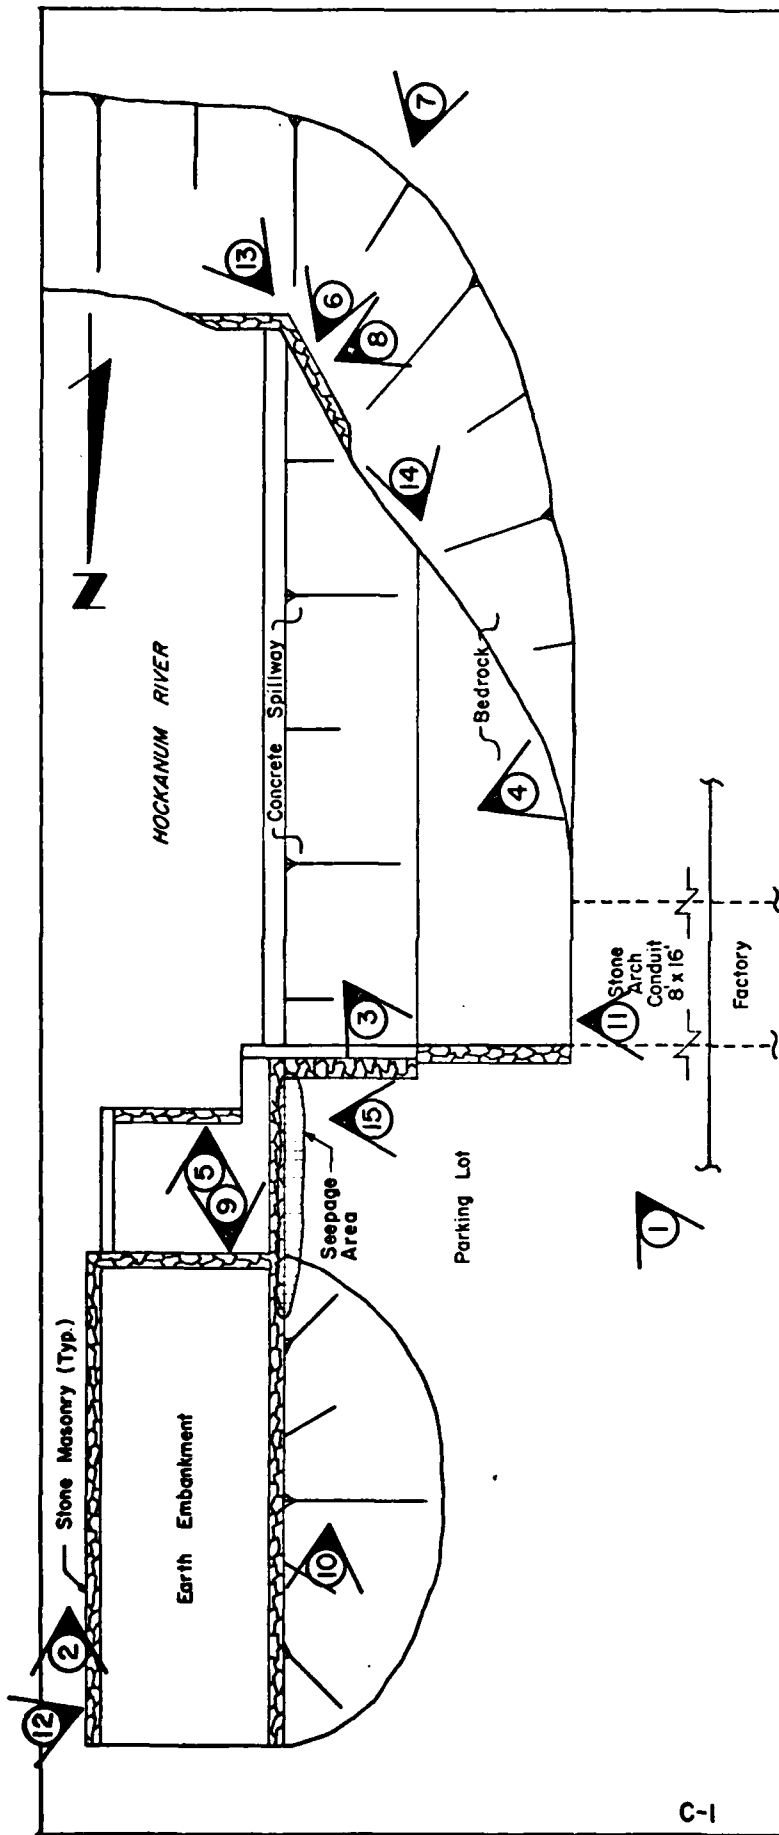 Stone Masonry (Typ.)
Earth Embankment
HOCKANUM RIVER
N
Concrete Spillway
Bedrock
Seepage
Area
Parking Lot
Stone
Arch
Conduit
8' x 16'
Factory
12
2
10
9
5
15
3
1
11
4
14
8
6
13
7
C-1